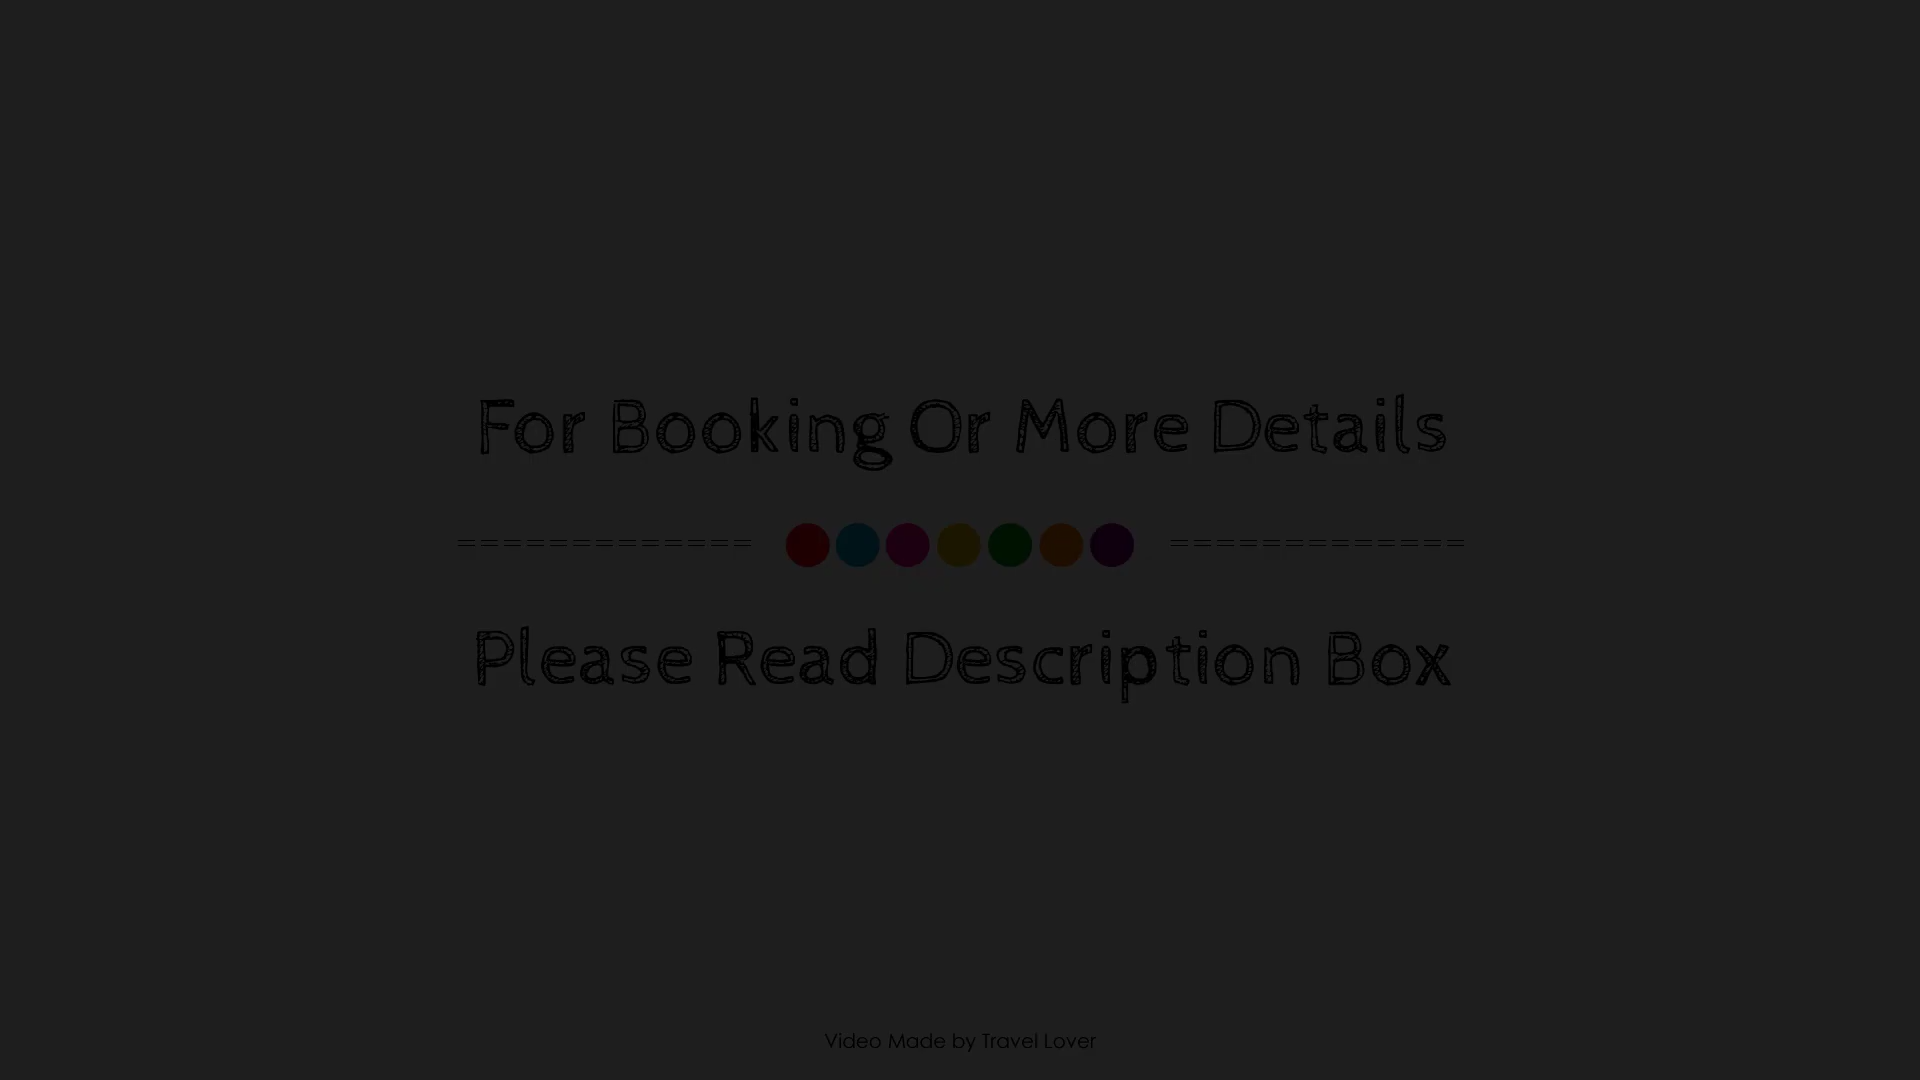 For Booking Or More Details
============= =============
Please Read Description Box
Video Made by Travel Lover